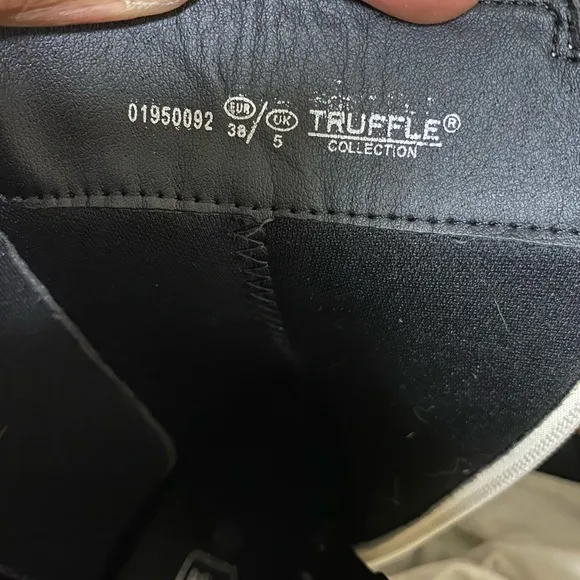 01950092 EUR / UK TRUFFLE®
38 5 COLLECTION